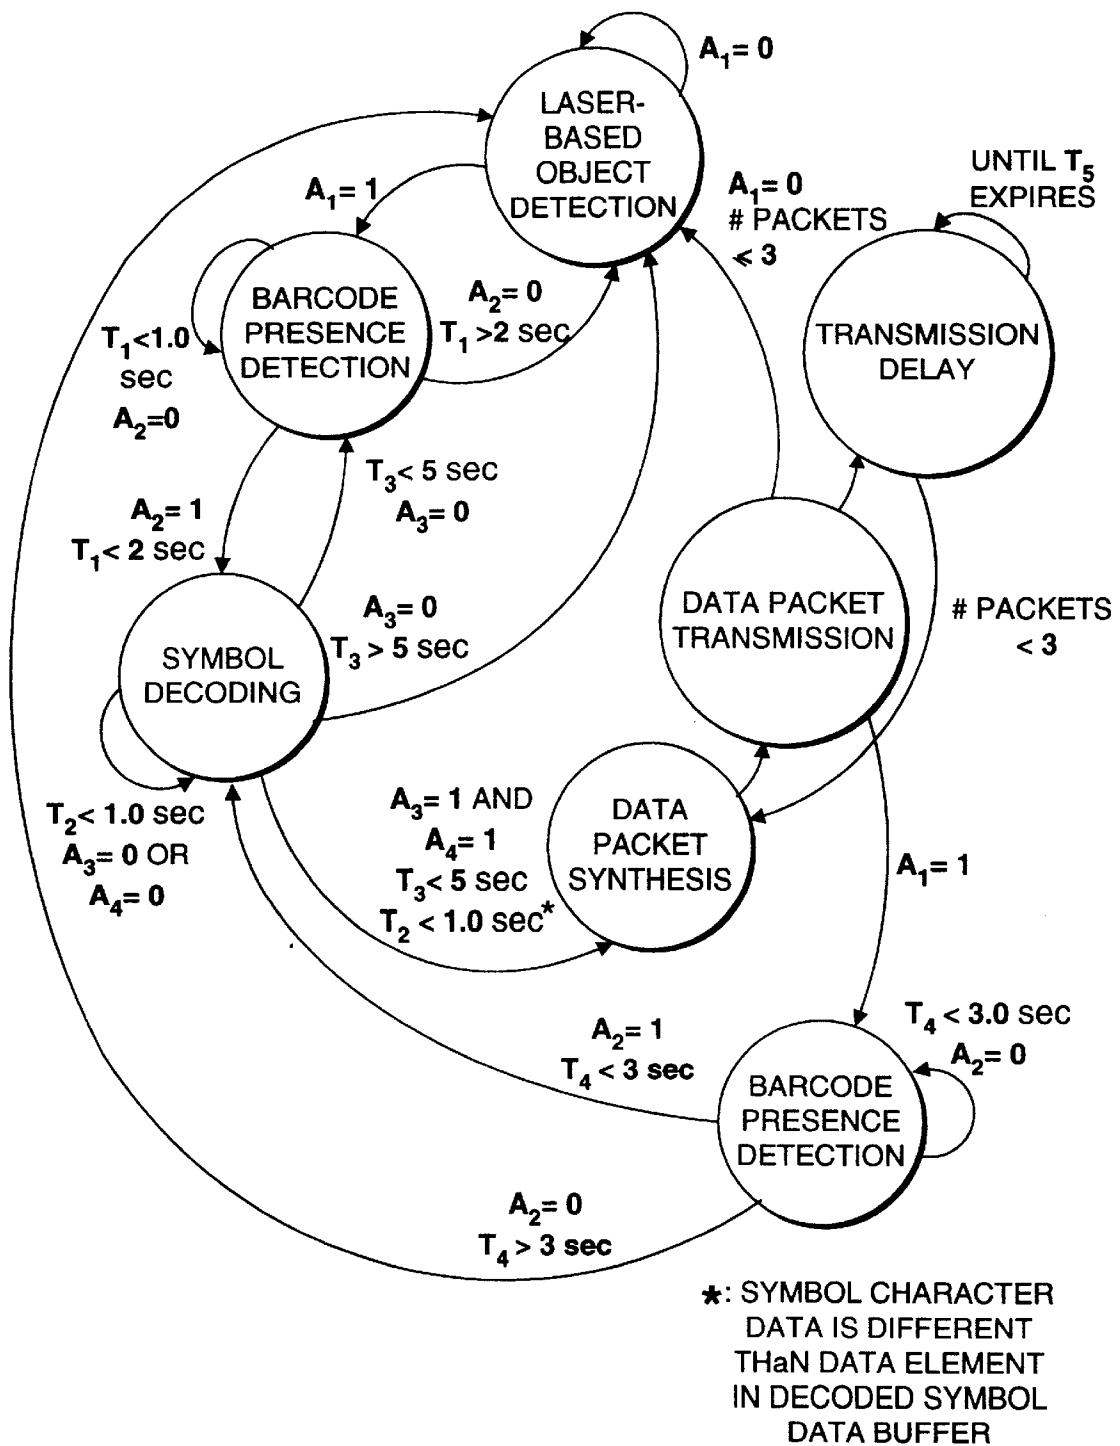 A₁= 0
LASER-
BASED
OBJECT
DETECTION
A₁= 1
A₁= 0
# PACKETS
< 3
UNTIL T₅
EXPIRES
BARCODE
PRESENCE
DETECTION
A₂= 0
T₁ >2 sec
TRANSMISSION
DELAY
T₁<1.0
sec
A₂=0
T₃< 5 sec
A₃= 0
A₂= 1
T₁< 2 sec
A₃= 0
T₃ > 5 sec
DATA PACKET
TRANSMISSION
# PACKETS
< 3
SYMBOL
DECODING
T₂< 1.0 sec
A₃= 0 OR
A₄= 0
A₃= 1 AND
A₄= 1
T₃< 5 sec
T₂ < 1.0 sec*
DATA
PACKET
SYNTHESIS
A₁= 1
T₄ < 3.0 sec
A₂= 0
A₂= 1
T₄ < 3 sec
BARCODE
PRESENCE
DETECTION
A₂= 0
T₄ > 3 sec
*: SYMBOL CHARACTER
DATA IS DIFFERENT
THaN DATA ELEMENT
IN DECODED SYMBOL
DATA BUFFER